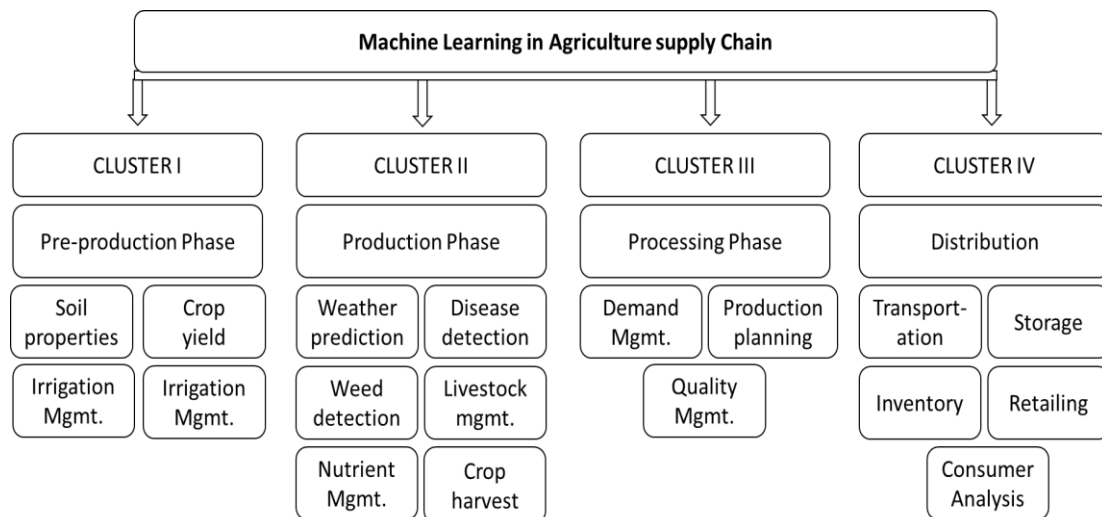 Machine Learning in Agriculture supply Chain
CLUSTER I
CLUSTER II
CLUSTER III
CLUSTER IV
Pre-production Phase
Production Phase
Processing Phase
Distribution
Soil
properties
Crop
yield
Irrigation
Mgmt.
Irrigation
Mgmt.
Weather
prediction
Disease
detection
Weed
detection
Livestock
mgmt.
Nutrient
Mgmt.
Crop
harvest
Demand
Mgmt.
Production
planning
Quality
Mgmt.
Transport-
ation
Storage
Inventory
Retailing
Consumer
Analysis